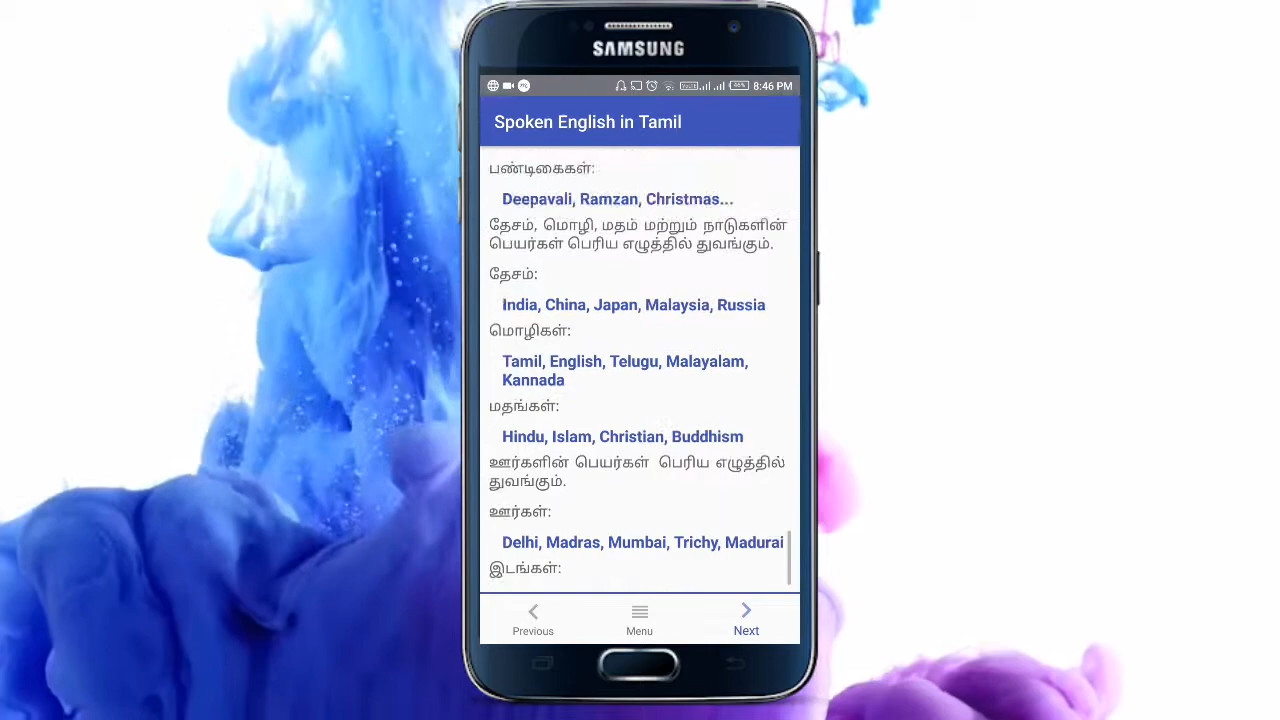 SAMSUNG
8:46 PM
Spoken English in Tamil
பண்டிகைகள்:
Deepavali, Ramzan, Christmas...
தேசம், மொழி, மதம் மற்றும் நாடுகளின்
பெயர்கள் பெரிய எழுத்தில் துவங்கும்.
தேசம்:
India, China, Japan, Malaysia, Russia
மொழிகள்:
Tamil, English, Telugu, Malayalam,
Kannada
மதங்கள்:
Hindu, Islam, Christian, Buddhism
ஊர்களின் பெயர்கள் பெரிய எழுத்தில்
துவங்கும்.
ஊர்கள்:
Delhi, Madras, Mumbai, Trichy, Madurai
இடங்கள்:
Previous
Menu
Next